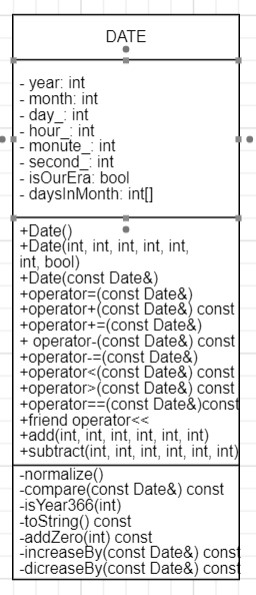 DATE
- year: int
- month: int
- day_: int
- hour_: int
- monute_: int
- second_: int
- isOurEra: bool
- daysInMonth: int[]
+Date()
+Date(int, int, int, int, int,
int, bool)
+Date(const Date&)
+operator=(const Date&)
+operator+(const Date&) const
+operator+=(const Date&)
+ operator-(const Date&) const
+operator-=(const Date&)
+operator<(const Date&) const
+operator>(const Date&) const
+operator==(const Date&)const
+friend operator<<
+add(int, int, int, int, int, int)
+subtract(int, int, int, int, int, int)
-normalize()
-compare(const Date&) const
-isYear366(int)
-toString() const
-addZero(int) const
-increaseBy(const Date&) const
-dicreaseBy(const Date&) const